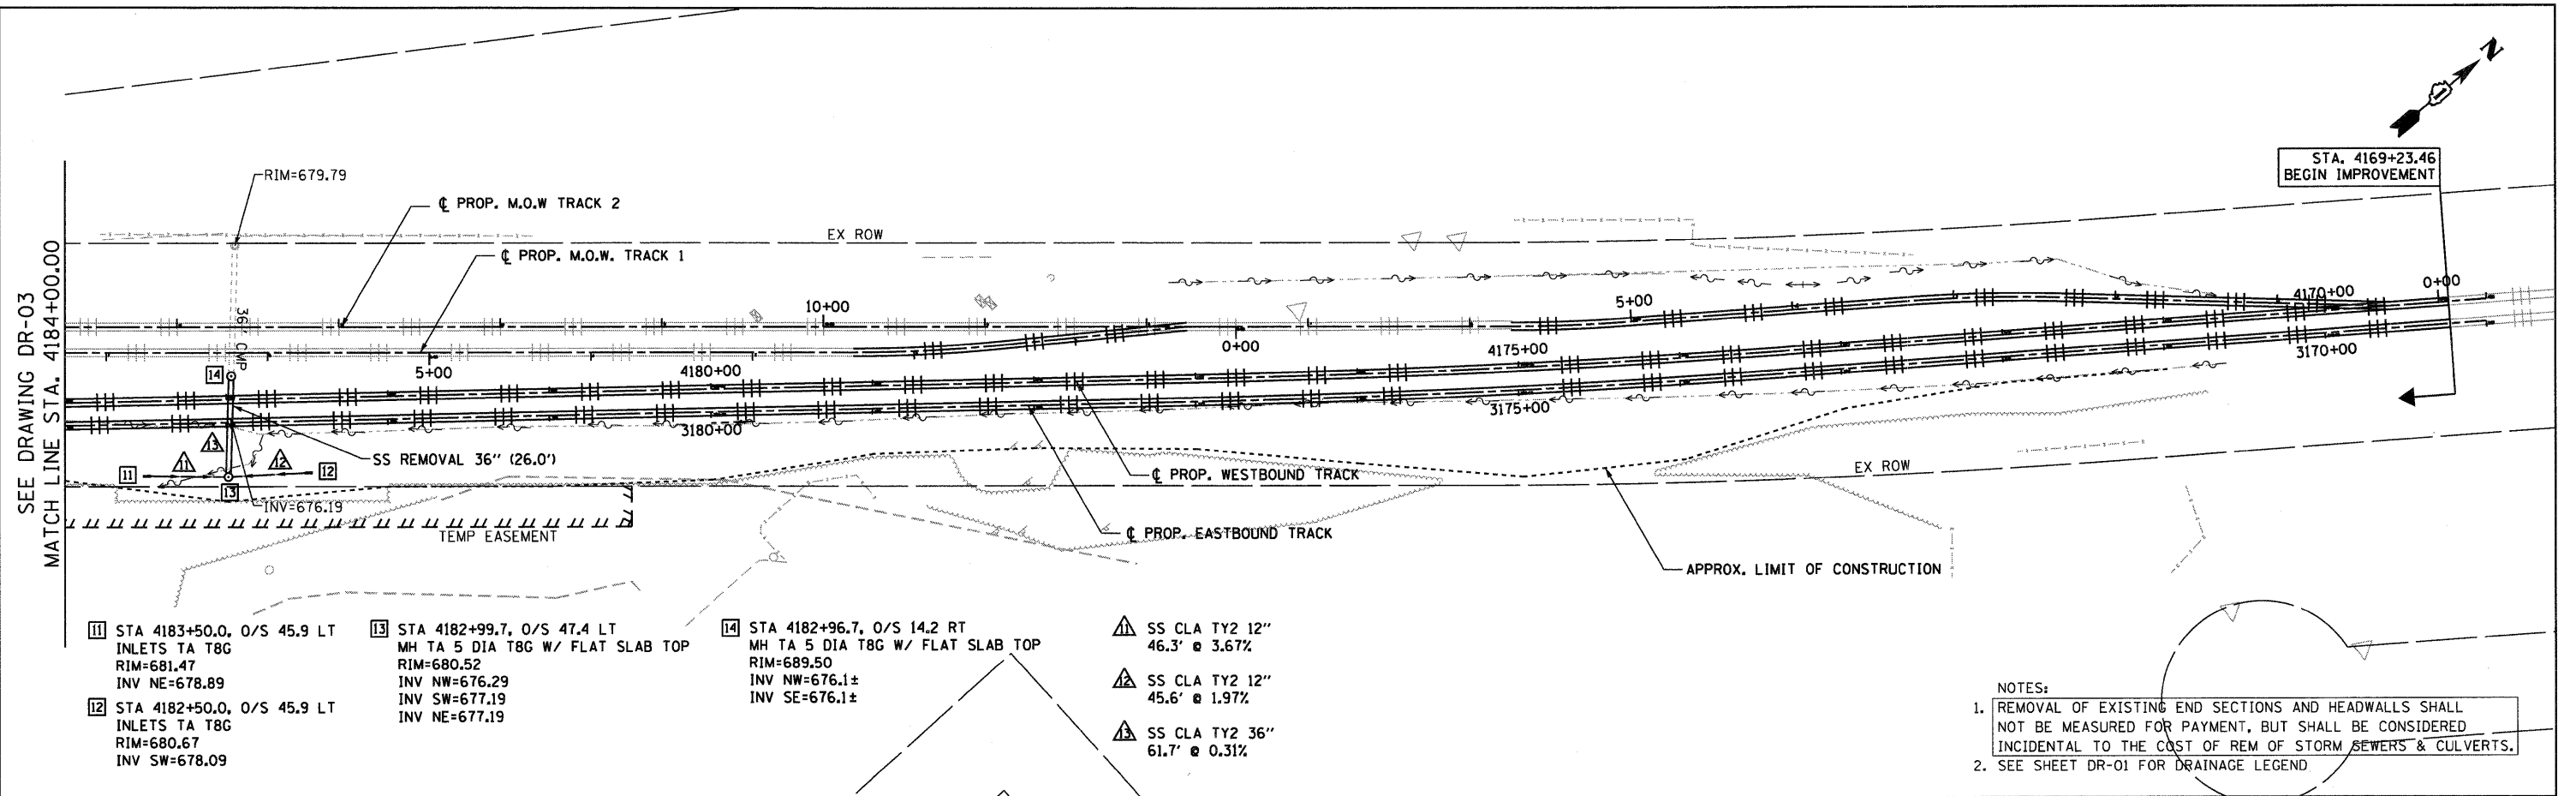 N
STA. 4169+23.46
BEGIN IMPROVEMENT
RIM=679.79
℄ PROP. M.O.W TRACK 2
EX ROW
℄ PROP. M.O.W. TRACK 1
SEE DRAWING DR-03
MATCH LINE STA. 4184+00.00
36" CMP
10+00
5+00
4170+00
0+00
0+00
4175+00
3170+00
14
5+00
4180+00
3175+00
3180+00
13
SS REMOVAL 36" (26.0')
11
11
12
12
13
INV=676.19
TEMP EASEMENT
℄ PROP. WESTBOUND TRACK
EX ROW
℄ PROP. EASTBOUND TRACK
APPROX. LIMIT OF CONSTRUCTION
11 STA 4183+50.0, O/S 45.9 LT
INLETS TA T8G
RIM=681.47
INV NE=678.89
12 STA 4182+50.0, O/S 45.9 LT
INLETS TA T8G
RIM=680.67
INV SW=678.09
13 STA 4182+99.7, O/S 47.4 LT
MH TA 5 DIA T8G W/ FLAT SLAB TOP
RIM=680.52
INV NW=676.29
INV SW=677.19
INV NE=677.19
14 STA 4182+96.7, O/S 14.2 RT
MH TA 5 DIA T8G W/ FLAT SLAB TOP
RIM=689.50
INV NW=676.1±
INV SE=676.1±
11 SS CLA TY2 12"
46.3' @ 3.67%
12 SS CLA TY2 12"
45.6' @ 1.97%
13 SS CLA TY2 36"
61.7' @ 0.31%
NOTES:
1. REMOVAL OF EXISTING END SECTIONS AND HEADWALLS SHALL
NOT BE MEASURED FOR PAYMENT, BUT SHALL BE CONSIDERED
INCIDENTAL TO THE COST OF REM OF STORM SEWERS & CULVERTS.
2. SEE SHEET DR-01 FOR DRAINAGE LEGEND